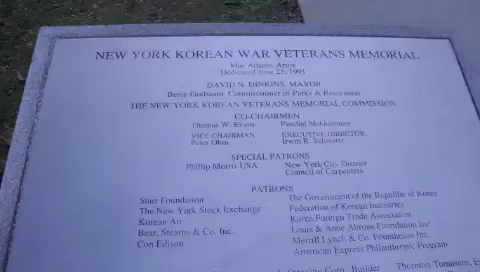 NEW YORK KOREAN WAR VETERANS MEMORIAL
Mac Adams, Artist
Dedicated June 25, 1991
DAVID N. DINKINS, MAYOR
Betsy Gotbaum Commissioner of Parks & Recreation
THE NEW YORK KOREAN VETERANS MEMORIAL COMMISSION
CO-CHAIRMEN
Thomas W. Evans
VICE CHAIRMAN EXECUTIVE DIRECTOR
Peter Ohm Irwin R. Schwartz
SPECIAL PATRONS
Phillip Morris USA New York City District
Council of Carpenters
PATRONS
Starr Foundation The Government of the Republic of Korea
The New York Stock Exchange Federation of Korean Industries
Korean Air Korea Foreign Trade Association
Bear, Stearns & Co. Inc. Louis & Anne Abrons Foundation Inc
Con Edison Merrill Lynch & Co. Foundation Inc.
American Express Philanthropic Program
Corp. Builder Thornton-Tomasetti,